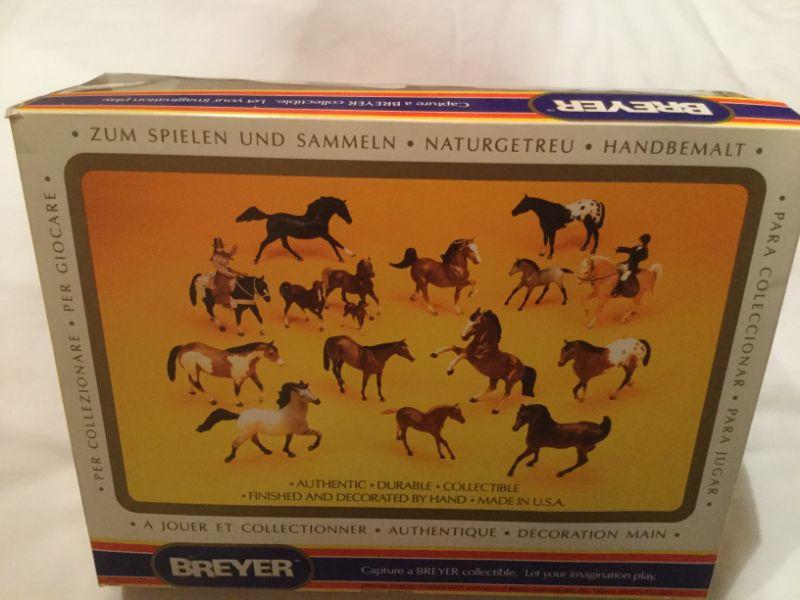 Capture a BREYER collectible. Let your imagination play.
BREYER
• ZUM SPIELEN UND SAMMELN • NATURGETREU • HANDBEMALT •
• PER COLLEZIONARE • PER GIOCARE •
• PARA COLECCIONAR • PARA JUGAR •
• AUTHENTIC • DURABLE • COLLECTIBLE
• FINISHED AND DECORATED BY HAND • MADE IN U.S.A.
• A JOUER ET COLLECTIONNER • AUTHENTIQUE • DÉCORATION MAIN •
BREYER
Capture a BREYER collectible. Let your imagination play.